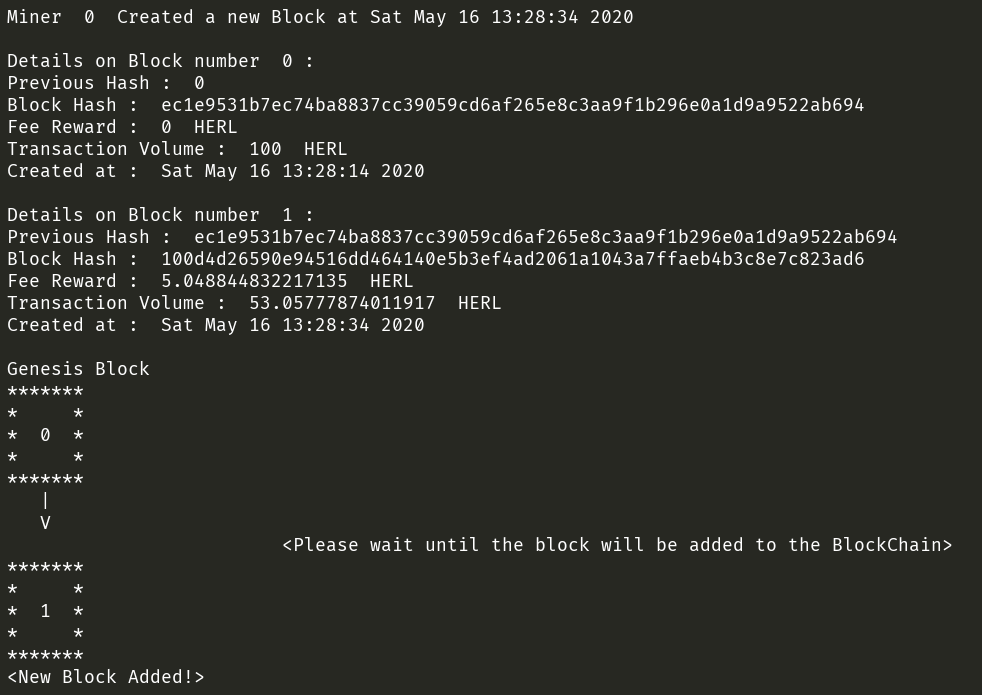 Miner  0  Created a new Block at Sat May 16 13:28:34 2020

Details on Block number  0 :
Previous Hash :  0
Block Hash :  ec1e9531b7ec74ba8837cc39059cd6af265e8c3aa9f1b296e0a1d9a9522ab694
Fee Reward :  0  HERL
Transaction Volume :  100  HERL
Created at :  Sat May 16 13:28:14 2020

Details on Block number  1 :
Previous Hash :  ec1e9531b7ec74ba8837cc39059cd6af265e8c3aa9f1b296e0a1d9a9522ab694
Block Hash :  100d4d26590e94516dd464140e5b3ef4ad2061a1043a7ffaeb4b3c8e7c823ad6
Fee Reward :  5.048844832217135  HERL
Transaction Volume :  53.05777874011917  HERL
Created at :  Sat May 16 13:28:34 2020

Genesis Block
*******
*     *
*  0  *
*     *
*******
   |
   V
                         <Please wait until the block will be added to the BlockChain>
*******
*     *
*  1  *
*     *
*******
<New Block Added!>